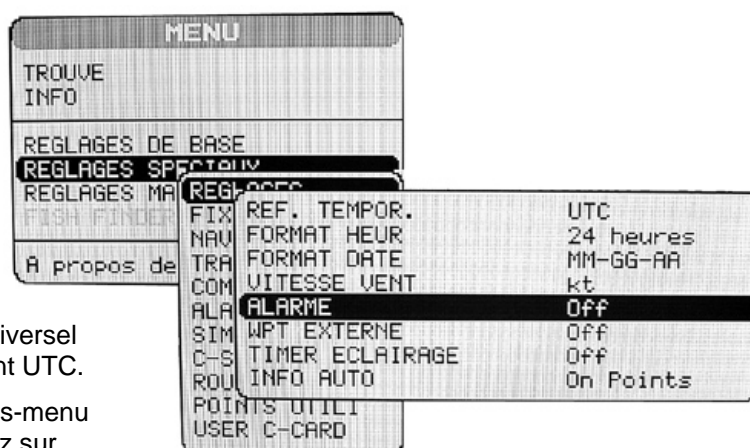 MENU
TROUVE
INFO
REGLAGES DE BASE
REGLAGES SPECIAUX
REGLAGES MA
FISH FINDER
A propos de
REGLAGES
FIX
NAV
TRA
COM
ALA
SIM
C-S
ROU
POINTS UTILI
USER C-CARD
REF. TEMPOR. UTC
FORMAT HEUR 24 heures
FORMAT DATE MM-GG-AA
VITESSE VENT kt
ALARME Off
WPT EXTERNE Off
TIMER ECLAIRAGE Off
INFO AUTO On Points
iversel
nt UTC.
s-menu
z sur